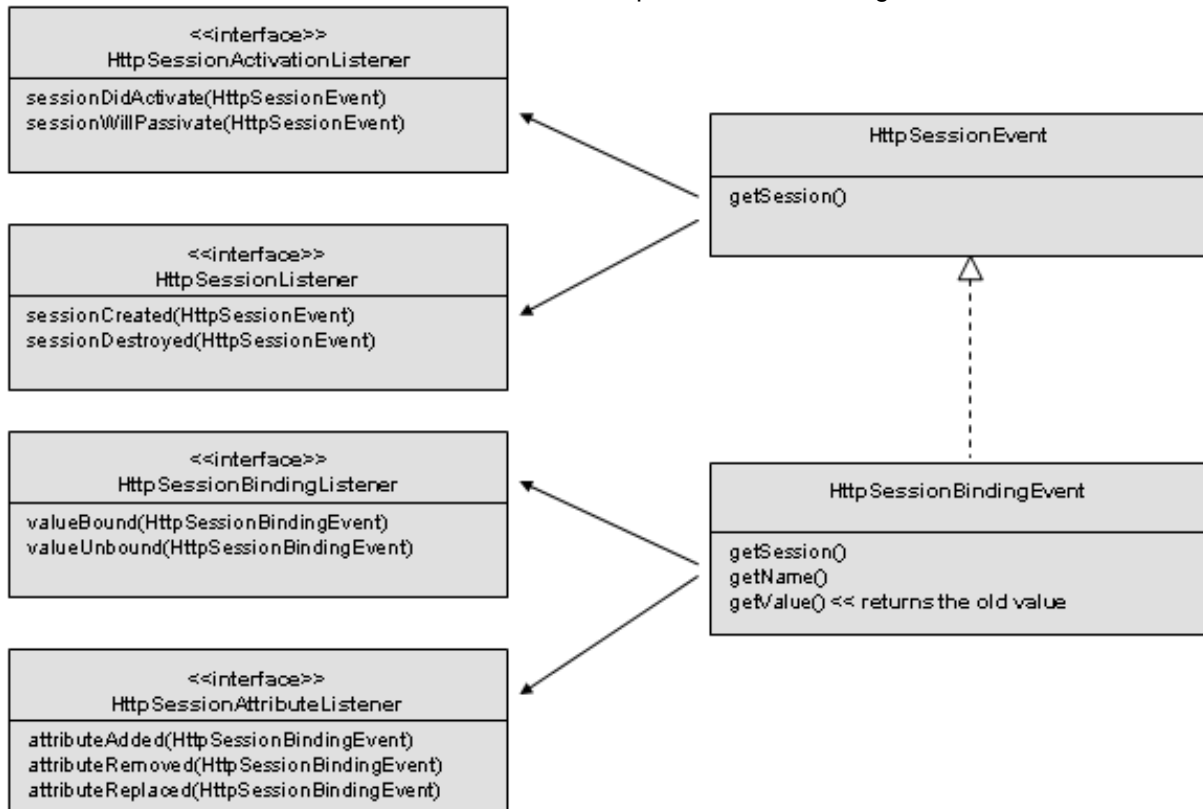 <<interface>>
HttpSessionActivationListener
sessionDidActivate(HttpSessionEvent)
sessionWillPassivate(HttpSessionEvent)
<<interface>>
HttpSessionListener
sessionCreated(HttpSessionEvent)
sessionDestroyed(HttpSessionEvent)
<<interface>>
HttpSessionBindingListener
valueBound(HttpSessionBindingEvent)
valueUnbound(HttpSessionBindingEvent)
<<interface>>
HttpSessionAttributeListener
attributeAdded(HttpSessionBindingEvent)
attributeRemoved(HttpSessionBindingEvent)
attributeReplaced(HttpSessionBindingEvent)
HttpSessionEvent
getSession()
HttpSessionBindingEvent
getSession()
getName()
getValue() << returns the old value